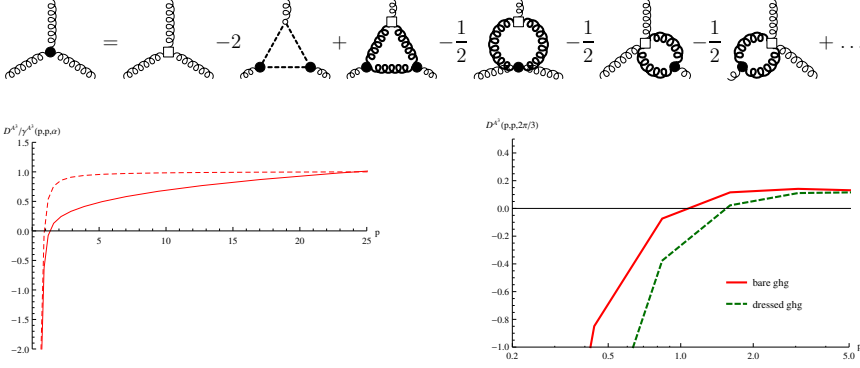 = −2 + −1/2 −1/2 −1/2 + ...
D^{A^3}/γ^{A^3}(p,p,α)
1.5
1.0
0.5
0.0
−0.5
−1.0
−1.5
−2.0
5 10 15 20 25
p
D^{A^3}(p,p,2π/3)
0.4
0.2
0.0
−0.2
−0.4
−0.6
−0.8
−1.0
0.2 0.5 1.0 2.0 5.0
p
bare ghg
dressed ghg